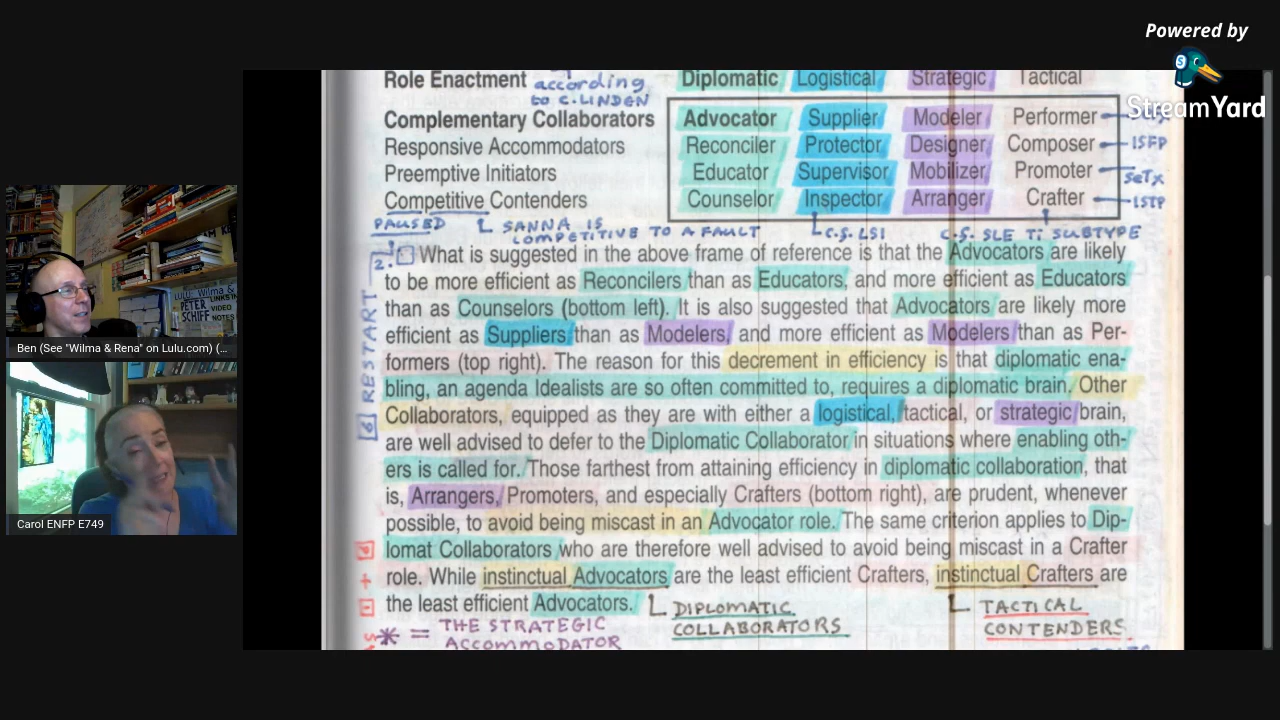 Powered by
StreamYard
Role Enactment according Diplomatic Logistical Strategic Tactical
to C. LINDEN
Complementary Collaborators Advocator Supplier Modeler Performer
Responsive Accommodators Reconciler Protector Designer Composer ISFP
Preemptive Initiators Educator Supervisor Mobilizer Promoter SeTx
Competitive Contenders Counselor Inspector Arranger Crafter ISTP
PAUSED SANNA IS
COMPETITIVE TO A FAULT C.S. LSI C.S. SLE Ti SUBTYPE
2. What is suggested in the above frame of reference is that the Advocators are likely
to be more efficient as Reconcilers than as Educators, and more efficient as Educators
than as Counselors (bottom left). It is also suggested that Advocators are likely more
efficient as Suppliers than as Modelers, and more efficient as Modelers than as Per-
formers (top right). The reason for this decrement in efficiency is that diplomatic ena-
bling, an agenda Idealists are so often committed to, requires a diplomatic brain. Other
Collaborators, equipped as they are with either a logistical, tactical, or strategic brain,
are well advised to defer to the Diplomatic Collaborator in situations where enabling oth-
ers is called for. Those farthest from attaining efficiency in diplomatic collaboration, that
is, Arrangers, Promoters, and especially Crafters (bottom right), are prudent, whenever
possible, to avoid being miscast in an Advocator role. The same criterion applies to Dip-
lomat Collaborators who are therefore well advised to avoid being miscast in a Crafter
role. While instinctual Advocators are the least efficient Crafters, instinctual Crafters are
the least efficient Advocators. DIPLOMATIC TACTICAL
COLLABORATORS CONTENDERS
* = THE STRATEGIC
ACCOMMODATOR
RESTART
Ben (See "Wilma & Rena" on Lulu.com) (...
LULU: Wilma &
PETER
SCHIFF
LINKS IN
VIDEO
NOTES
Carol ENFP E749